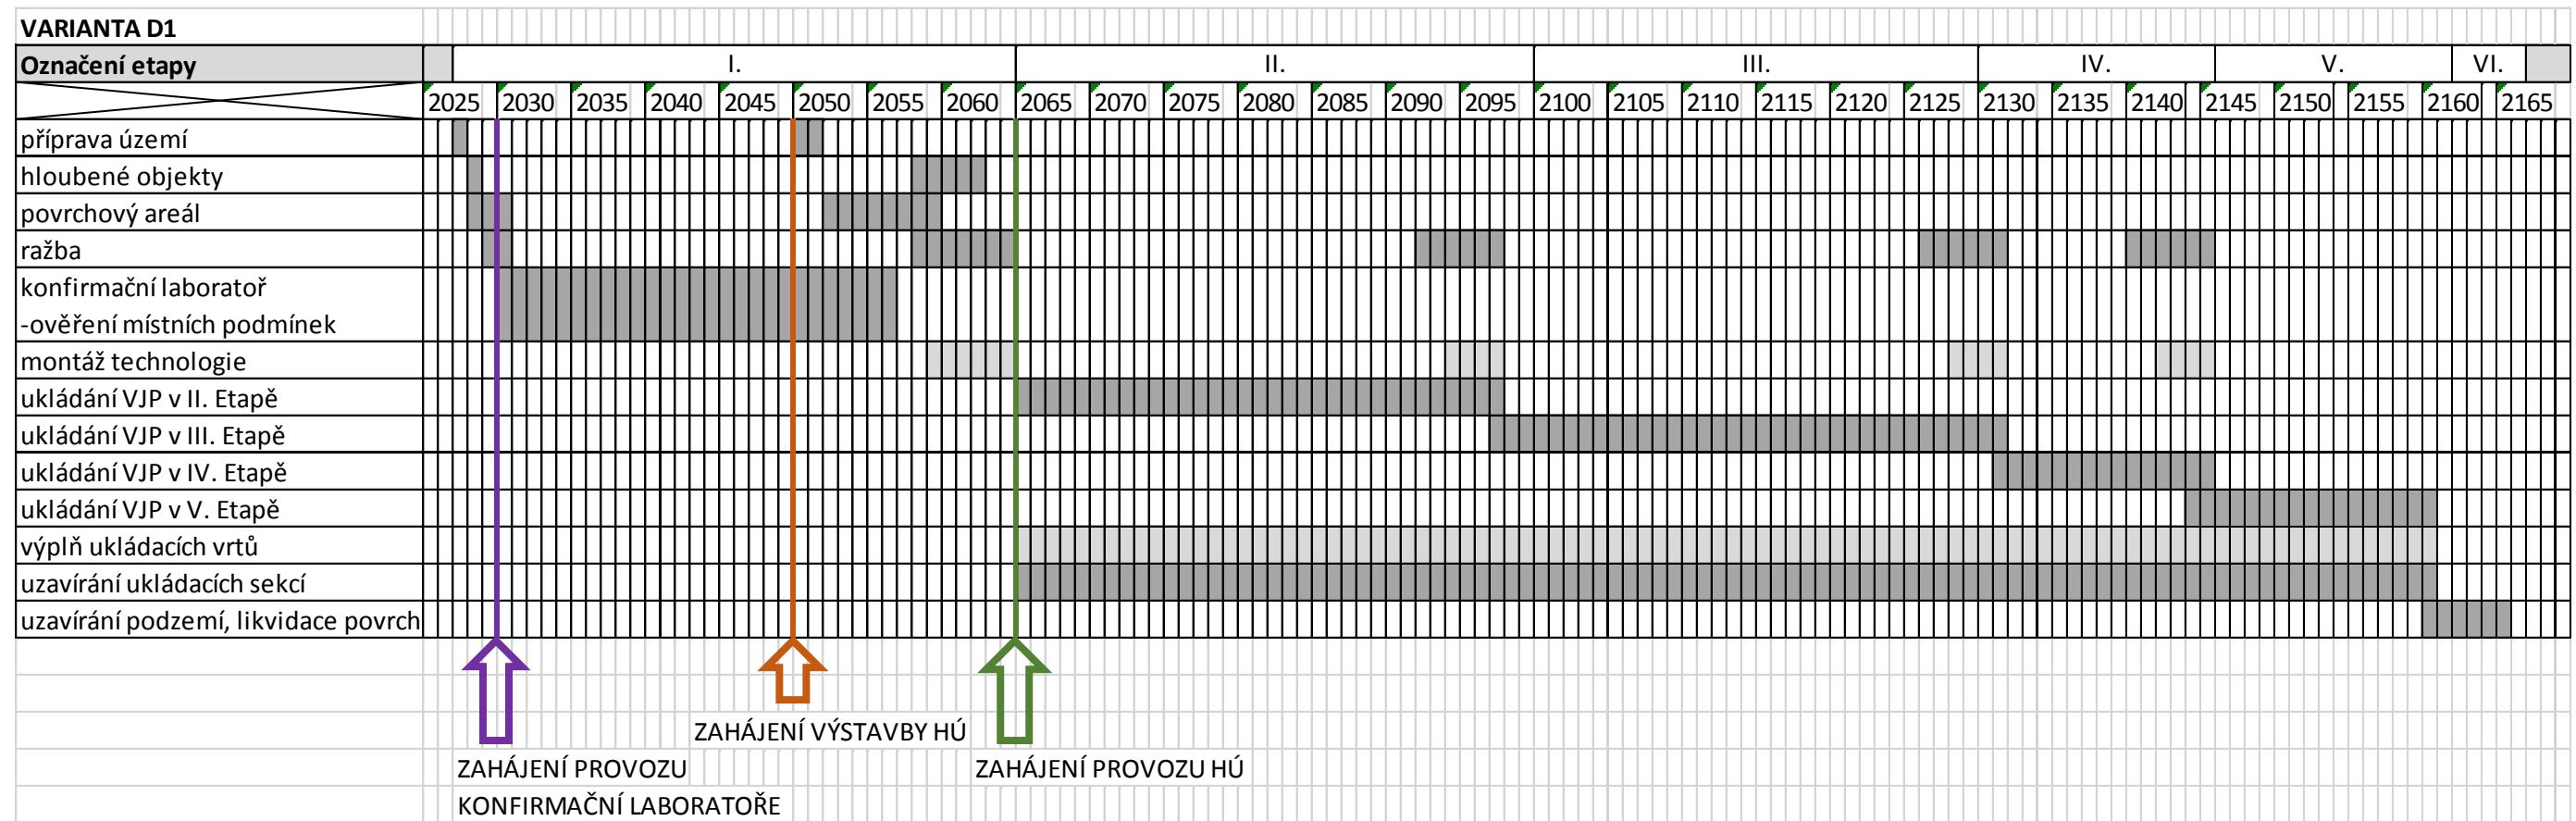 VARIANTA D1
Označení etapy I. II. III. IV. V. VI.
2025 2030 2035 2040 2045 2050 2055 2060 2065 2070 2075 2080 2085 2090 2095 2100 2105 2110 2115 2120 2125 2130 2135 2140 2145 2150 2155 2160 2165
příprava území
hloubené objekty
povrchový areál
ražba
konfirmační laboratoř
-ověření místních podmínek
montáž technologie
ukládání VJP v II. Etapě
ukládání VJP v III. Etapě
ukládání VJP v IV. Etapě
ukládání VJP v V. Etapě
výplň ukládacích vrtů
uzavírání ukládacích sekcí
uzavírání podzemí, likvidace povrch
ZAHÁJENÍ VÝSTAVBY HÚ
ZAHÁJENÍ PROVOZU
KONFIRMAČNÍ LABORATOŘE
ZAHÁJENÍ PROVOZU HÚ